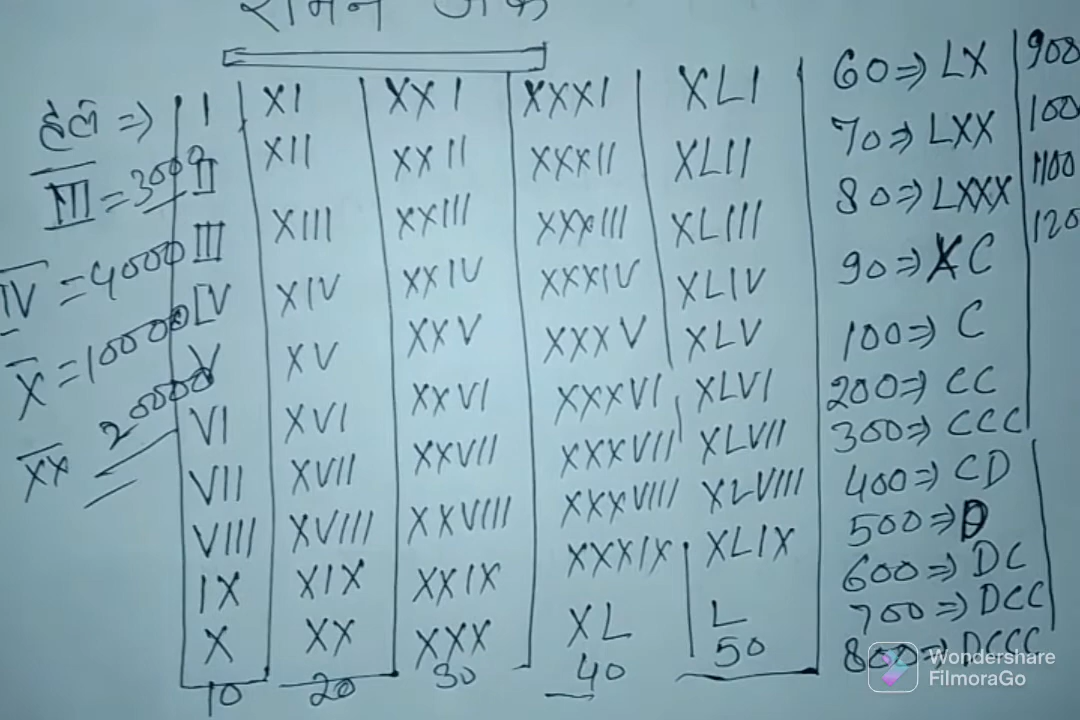 रोमन अंक
हेल्प =>
III = 3000
IV = 4000
X = 10000
XX = 20000
I
II
III
IV
V
VI
VII
VIII
IX
X
10
XI
XII
XIII
XIV
XV
XVI
XVII
XVIII
XIX
XX
20
XXI
XXII
XXIII
XXIV
XXV
XXVI
XXVII
XXVIII
XXIX
XXX
30
XXXI
XXXII
XXXIII
XXXIV
XXXV
XXXVI
XXXVII
XXXVIII
XXXIX
XL
40
XLI
XLII
XLIII
XLIV
XLV
XLVI
XLVII
XLVIII
XLIX
L
50
60 => LX
70 => LXX
80 => LXXX
90 => XC
100 => C
200 => CC
300 => CCC
400 => CD
500 => D
600 => DC
700 => DCC
800 => DCCC
900
100
1100
120
Wondershare
FilmoraGo